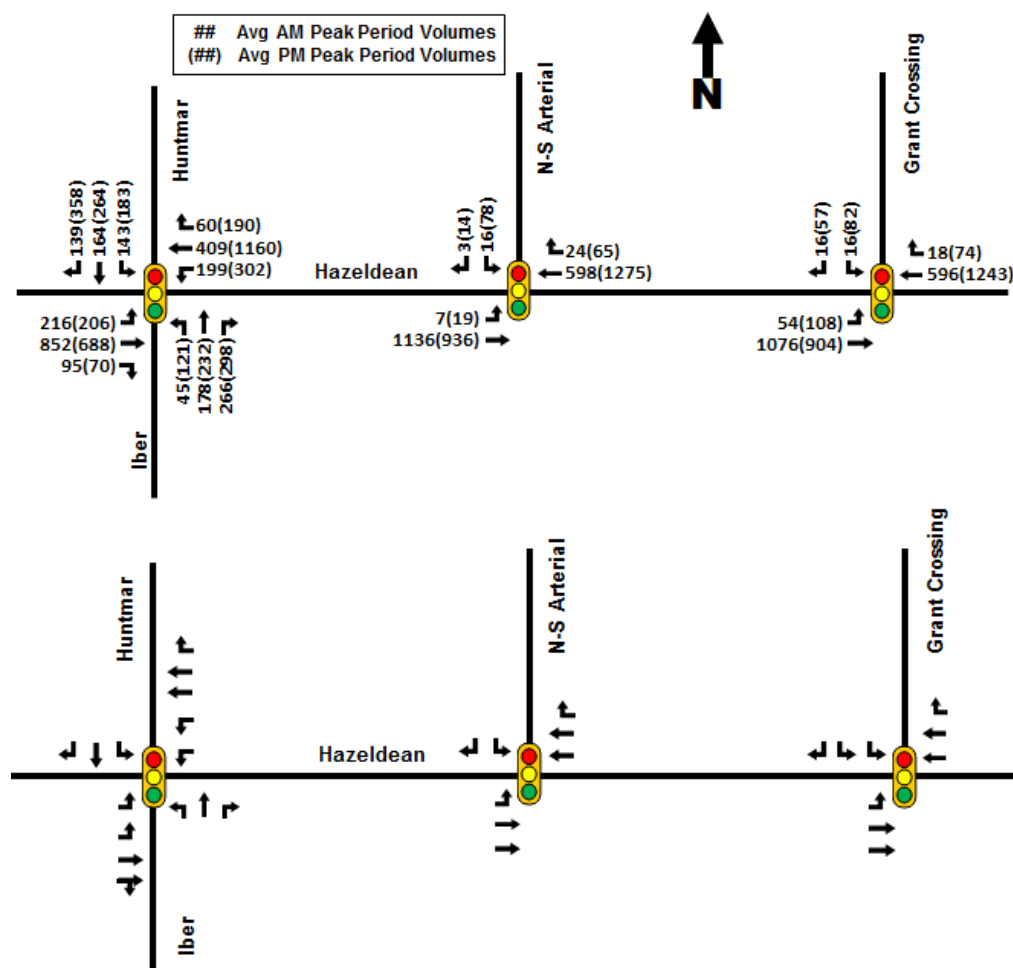 ## Avg AM Peak Period Volumes
(##) Avg PM Peak Period Volumes
N
Huntmar
N-S Arterial
Grant Crossing
139(358)
164(264)
143(183)
60(190)
409(1160)
199(302)
Hazeldean
216(206)
852(688)
95(70)
45(121)
178(232)
266(298)
Iber
3(14)
16(78)
24(65)
598(1275)
7(19)
1136(936)
16(57)
16(82)
18(74)
596(1243)
54(108)
1076(904)
Huntmar
N-S Arterial
Grant Crossing
Hazeldean
Iber